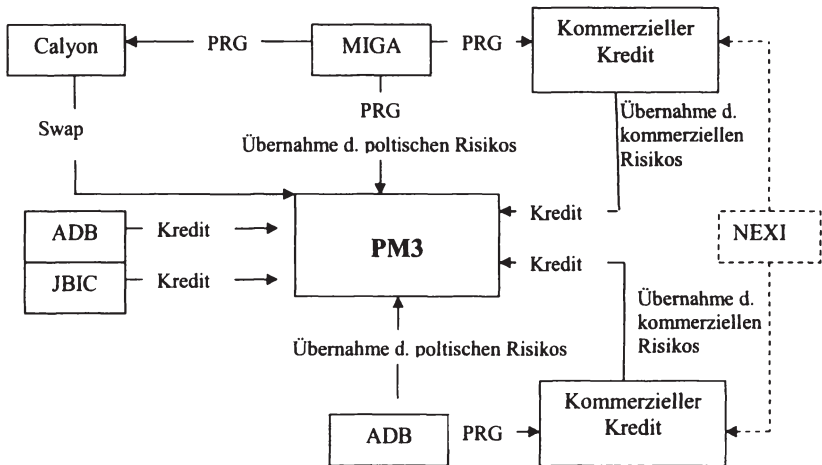 Calyon
PRG
MIGA
PRG
Kommerzieller
Kredit
PRG
Swap
Übernahme d. poltischen Risikos
Übernahme d.
kommerziellen
Risikos
ADB
Kredit
JBIC
Kredit
PM3
Kredit
Kredit
NEXI
Übernahme d.
kommerziellen
Risikos
Übernahme d. poltischen Risikos
ADB
PRG
Kommerzieller
Kredit